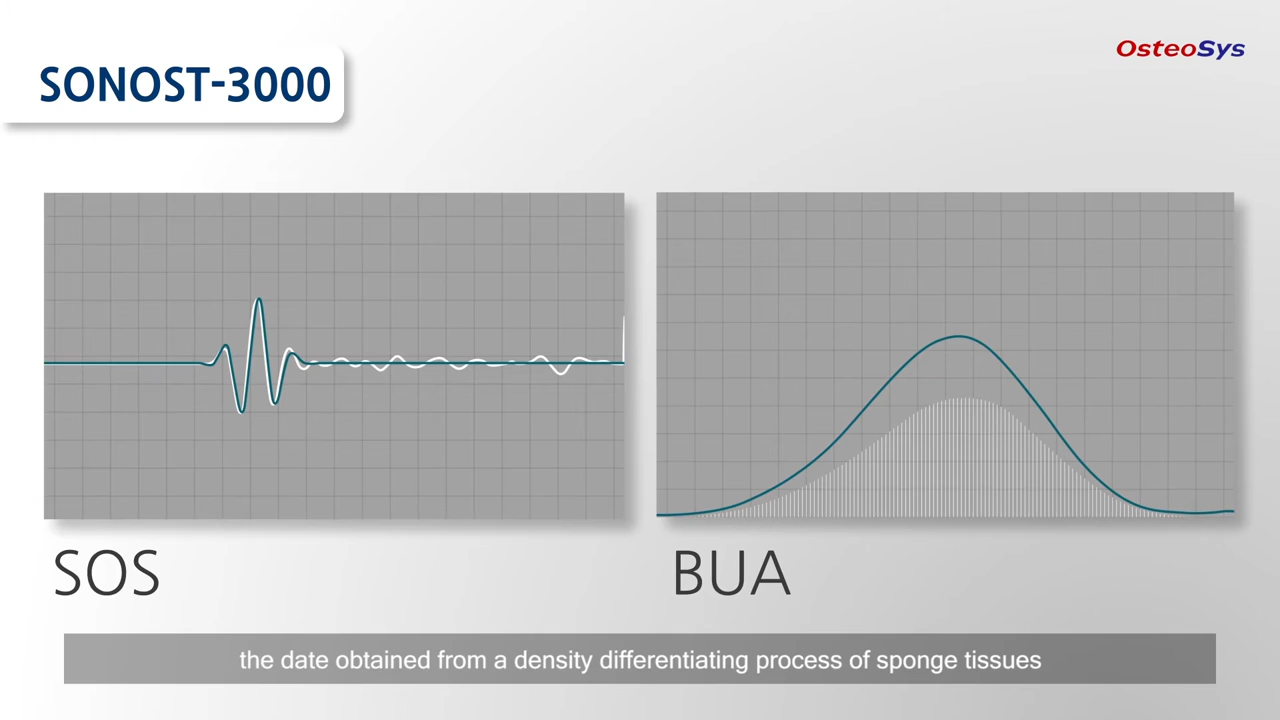 SONOST-3000
OsteoSys
SOS
BUA
the date obtained from a density differentiating process of sponge tissues